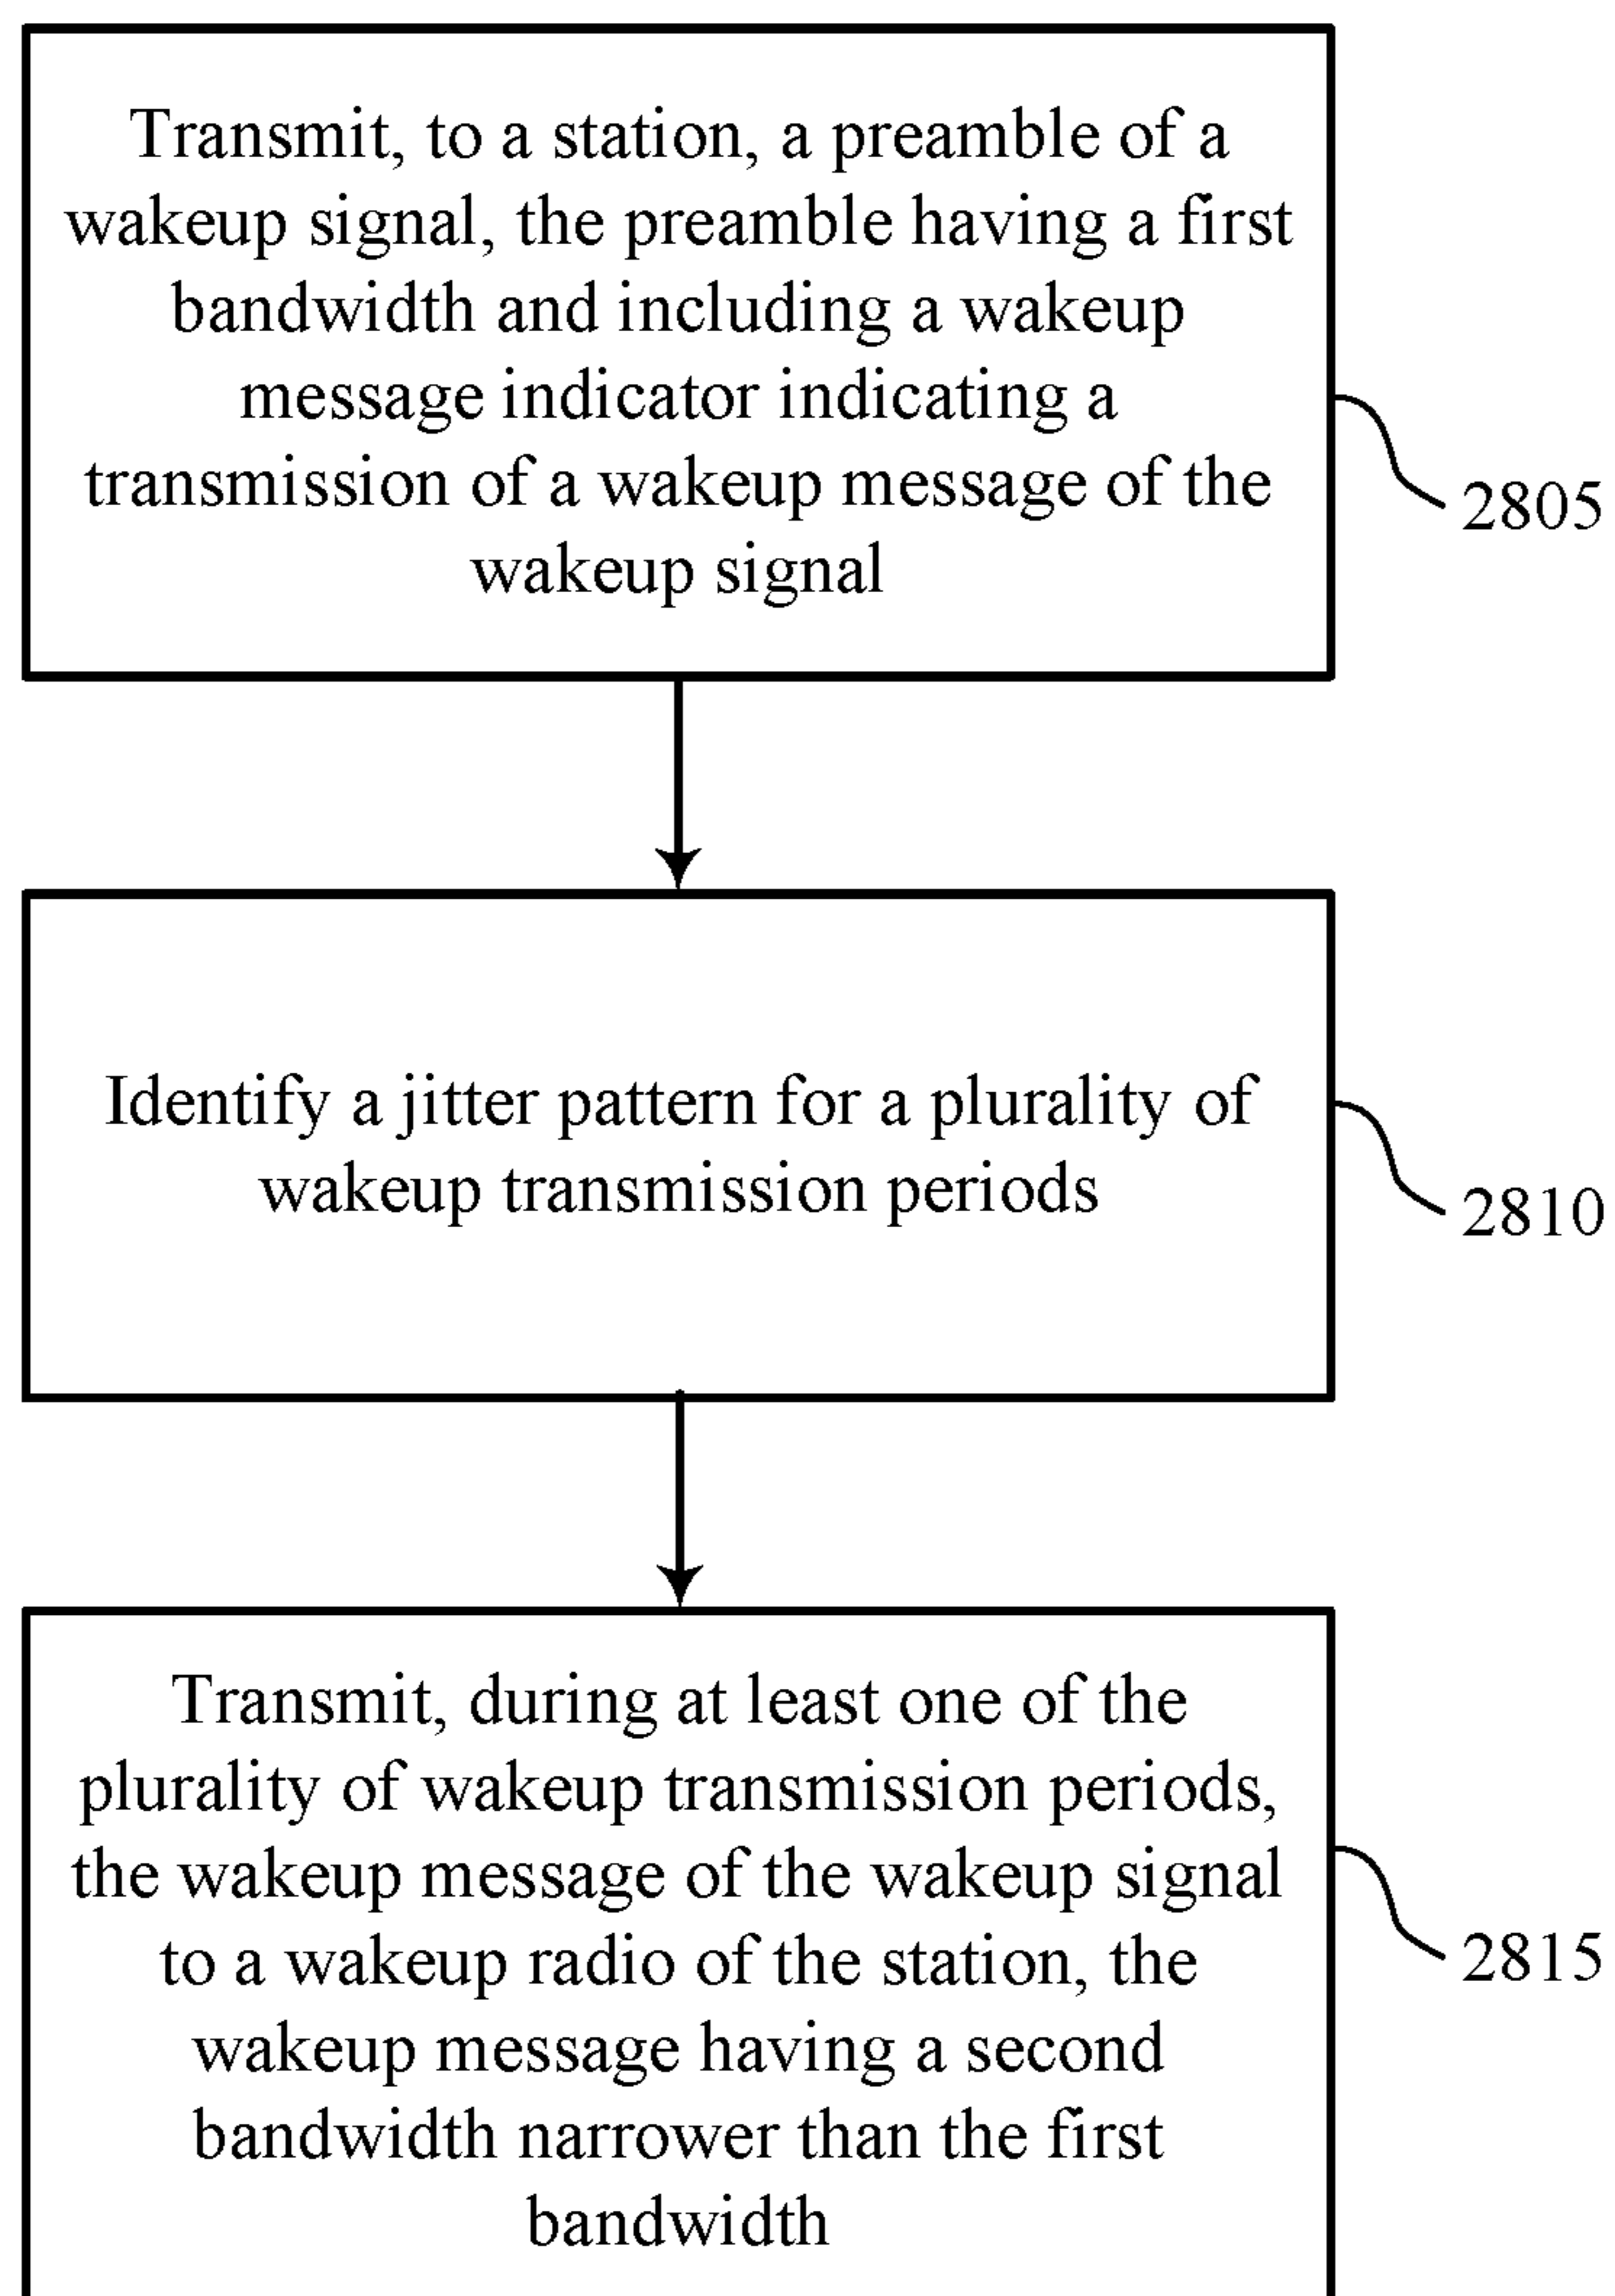 Transmit, to a station, a preamble of a
wakeup signal, the preamble having a first
bandwidth and including a wakeup
message indicator indicating a
transmission of a wakeup message of the
wakeup signal
2805
Identify a jitter pattern for a plurality of
wakeup transmission periods
2810
Transmit, during at least one of the
plurality of wakeup transmission periods,
the wakeup message of the wakeup signal
to a wakeup radio of the station, the
wakeup message having a second
bandwidth narrower than the first
bandwidth
2815